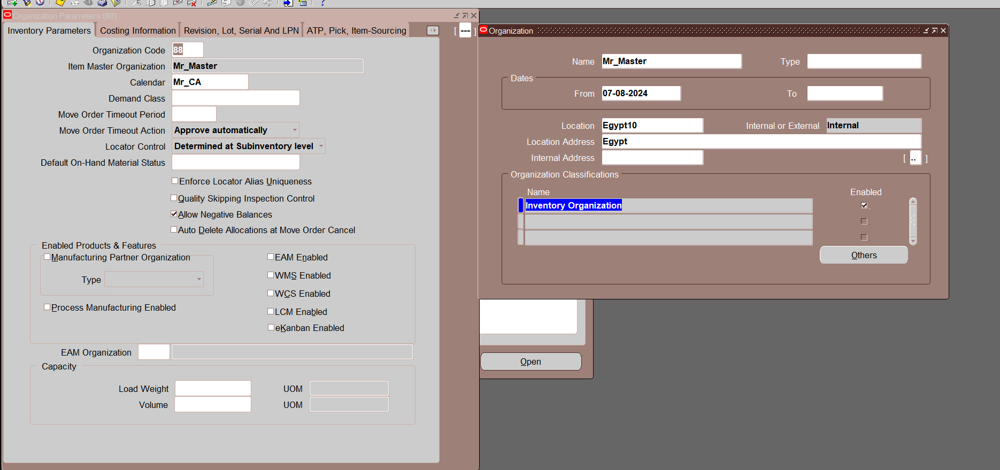 Organization Parameters (88)
Inventory Parameters
Costing Information
Revision, Lot, Serial And LPN
ATP, Pick, Item-Sourcing
[ --- ]
Organization Code 88
Item Master Organization Mr_Master
Calendar Mr_CA
Demand Class
Move Order Timeout Period
Move Order Timeout Action Approve automatically
Locator Control Determined at Subinventory level
Default On-Hand Material Status
Enforce Locator Alias Uniqueness
Quality Skipping Inspection Control
Allow Negative Balances
Auto Delete Allocations at Move Order Cancel
Enabled Products & Features
Manufacturing Partner Organization
Type
Process Manufacturing Enabled
EAM Enabled
WMS Enabled
WCS Enabled
LCM Enabled
eKanban Enabled
EAM Organization
Capacity
Load Weight UOM
Volume UOM
Organization
Name Mr_Master Type
Dates
From 07-08-2024 To
Location Egypt10 Internal or External Internal
Location Address Egypt
Internal Address [ .. ]
Organization Classifications
Name Enabled
Inventory Organization
Others
Open